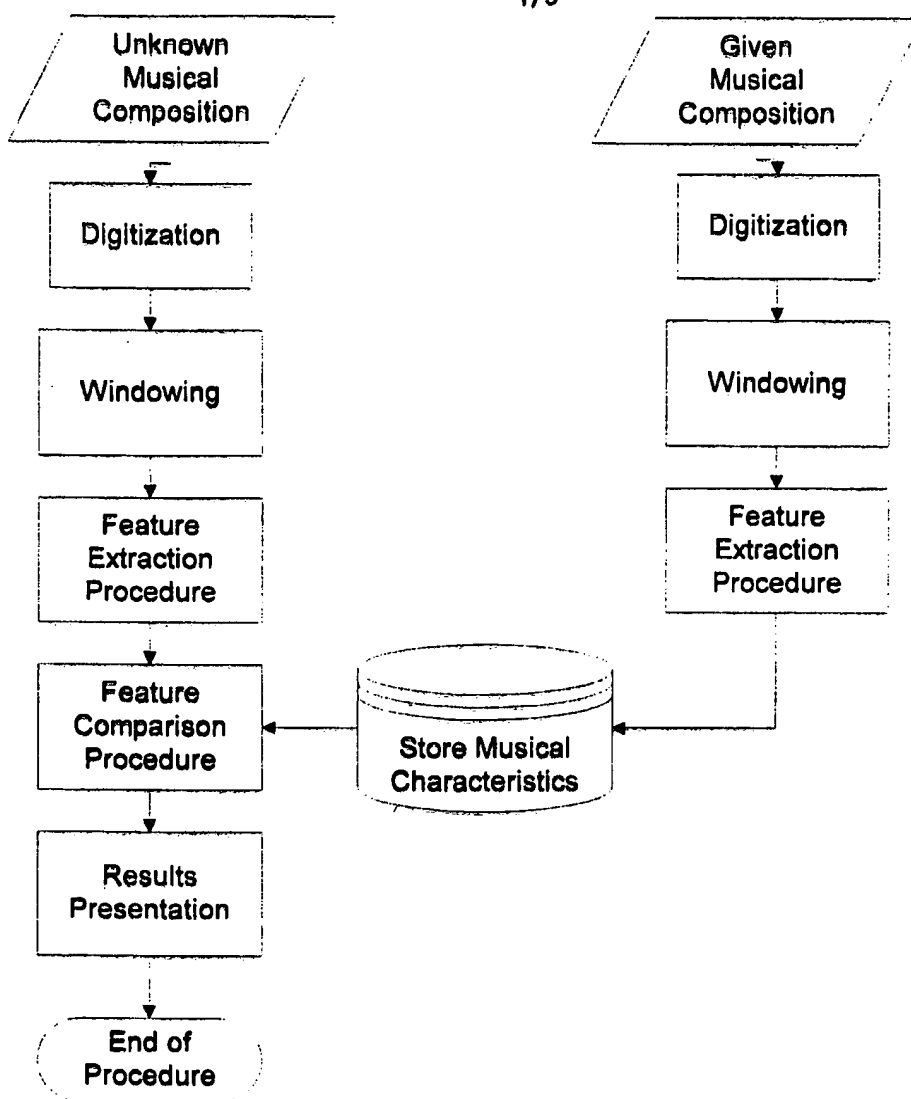 Unknown
Musical
Composition
Digitization
Windowing
Feature
Extraction
Procedure
Feature
Comparison
Procedure
Results
Presentation
End of
Procedure
Given
Musical
Composition
Digitization
Windowing
Feature
Extraction
Procedure
Store Musical
Characteristics